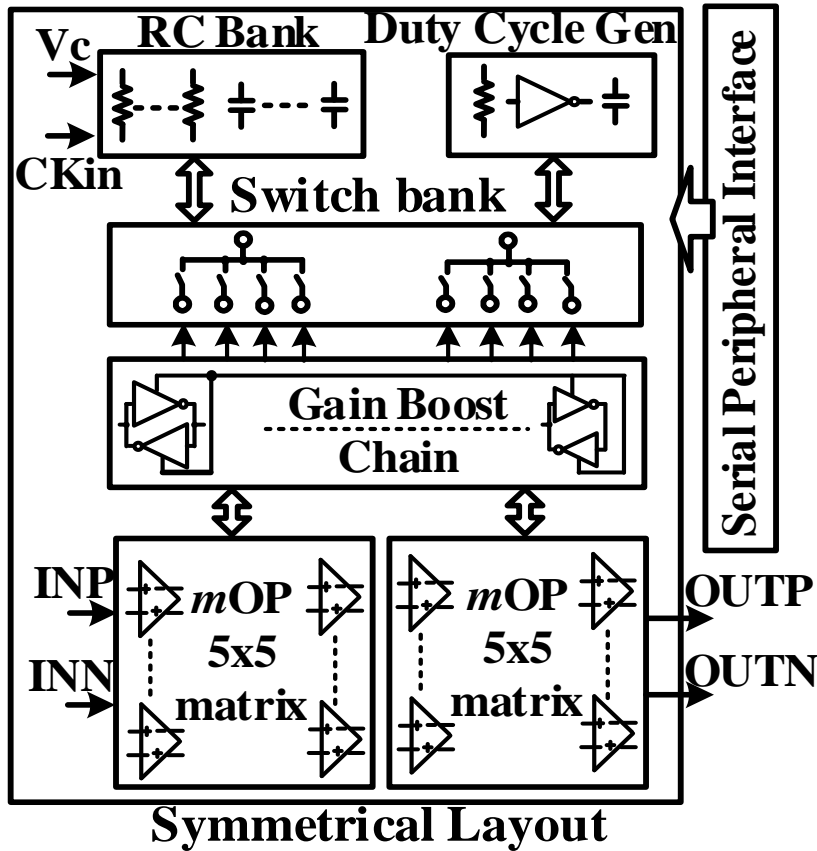 RC Bank
Duty Cycle Gen
Vc
CKin
Switch bank
Serial Peripheral Interface
Gain Boost
Chain
INP
INN
mOP
5x5
matrix
mOP
5x5
matrix
OUTP
OUTN
Symmetrical Layout